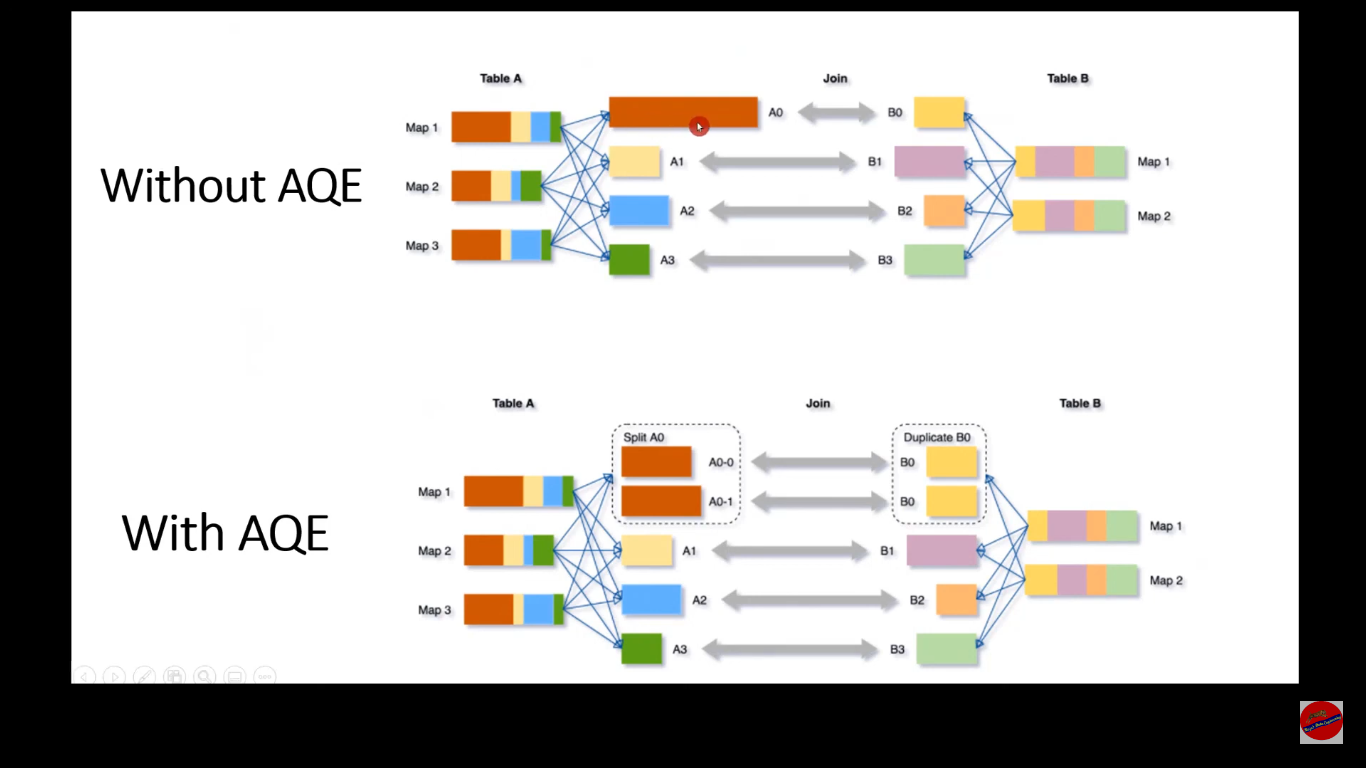 Without AQE
Table A
Join
Table B
Map 1
Map 2
Map 3
A0
B0
A1
B1
A2
B2
A3
B3
Map 1
Map 2
With AQE
Table A
Join
Table B
Split A0
Duplicate B0
A0-0
B0
A0-1
B0
Map 1
Map 2
Map 3
A1
B1
A2
B2
A3
B3
Map 1
Map 2